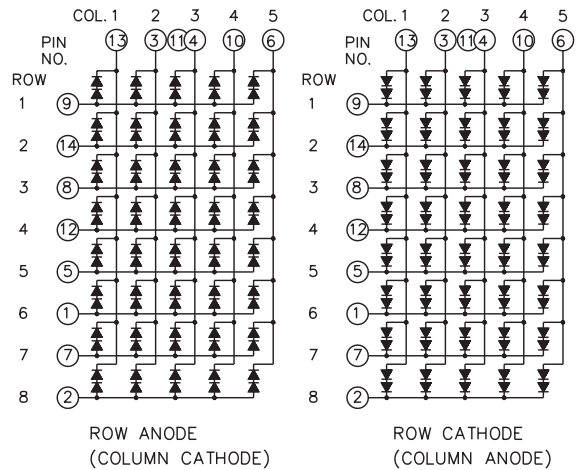 COL. 1 2 3 4 5
PIN NO. 13 3 11 4 10 6
ROW
1 9
2 14
3 8
4 12
5 5
6 1
7 7
8 2
ROW ANODE
(COLUMN CATHODE)
COL. 1 2 3 4 5
PIN NO. 13 3 11 4 10 6
ROW
1 9
2 14
3 8
4 12
5 5
6 1
7 7
8 2
ROW CATHODE
(COLUMN ANODE)